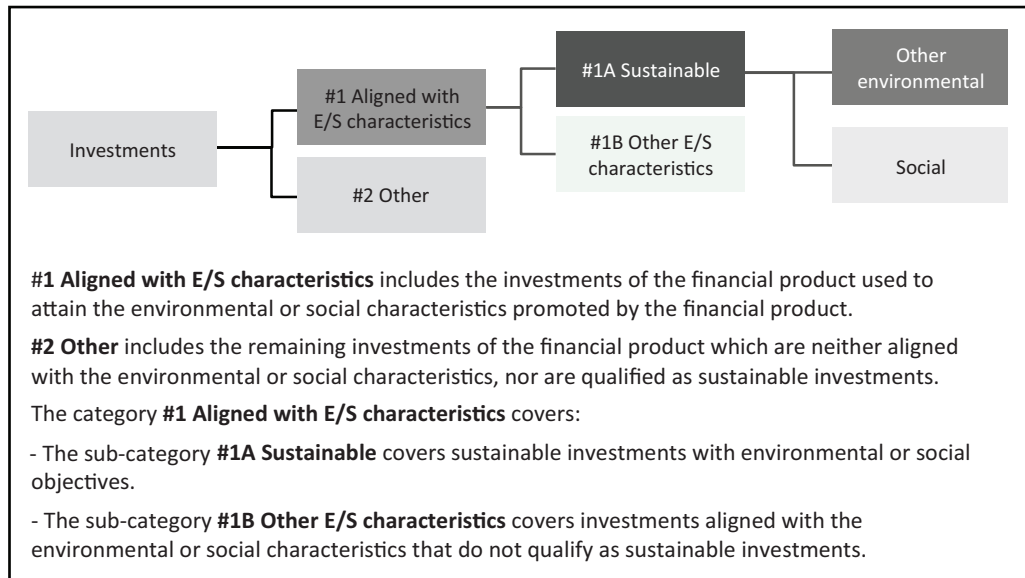 Investments
#1 Aligned with
E/S characteristics
#2 Other
#1A Sustainable
#1B Other E/S
characteristics
Other
environmental
Social
#1 Aligned with E/S characteristics includes the investments of the financial product used to
attain the environmental or social characteristics promoted by the financial product.
#2 Other includes the remaining investments of the financial product which are neither aligned
with the environmental or social characteristics, nor are qualified as sustainable investments.
The category #1 Aligned with E/S characteristics covers:
- The sub-category #1A Sustainable covers sustainable investments with environmental or social
objectives.
- The sub-category #1B Other E/S characteristics covers investments aligned with the
environmental or social characteristics that do not qualify as sustainable investments.